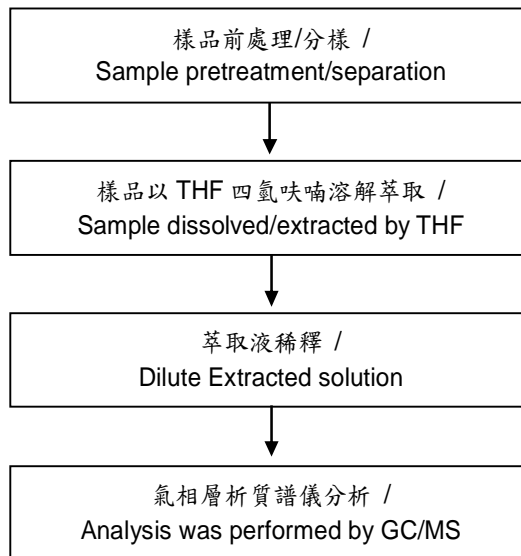 樣品前處理/分樣 /
Sample pretreatment/separation
樣品以 THF 四氫呋喃溶解萃取 /
Sample dissolved/extracted by THF
萃取液稀釋 /
Dilute Extracted solution
氣相層析質譜儀分析 /
Analysis was performed by GC/MS